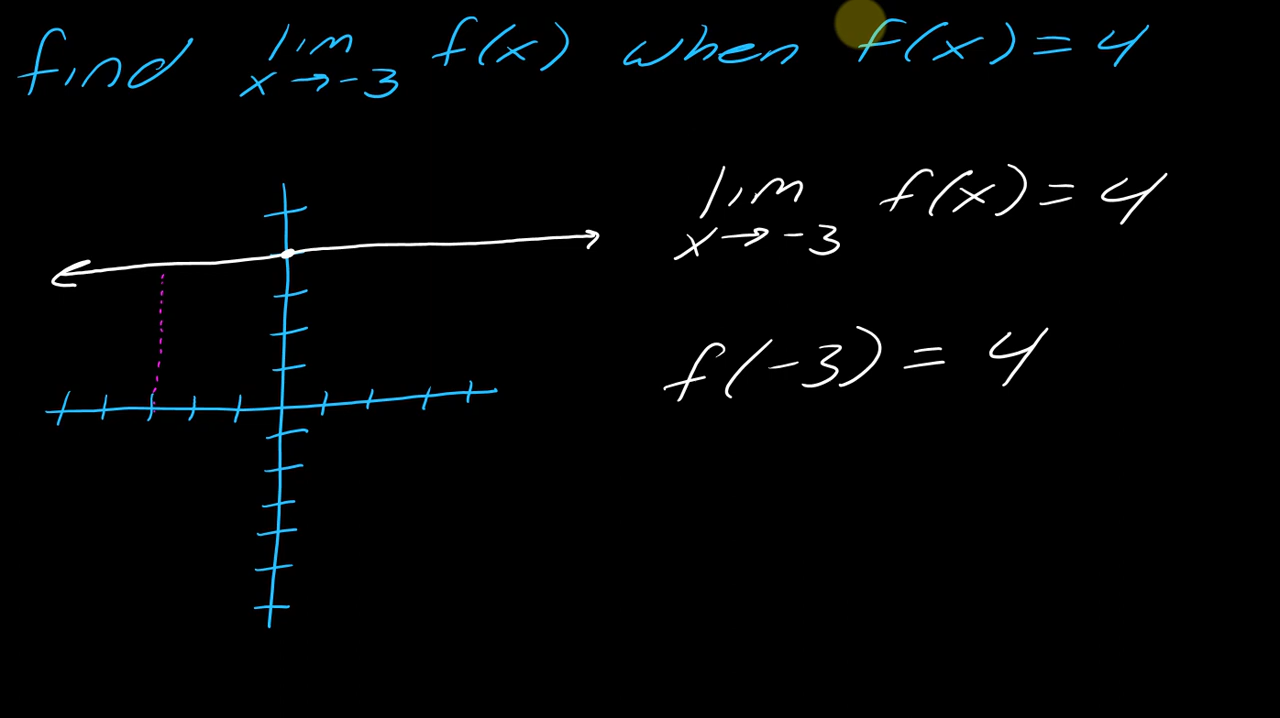 find lim f(x) when f(x) = 4
x → -3
lim f(x) = 4
x → -3
f(-3) = 4